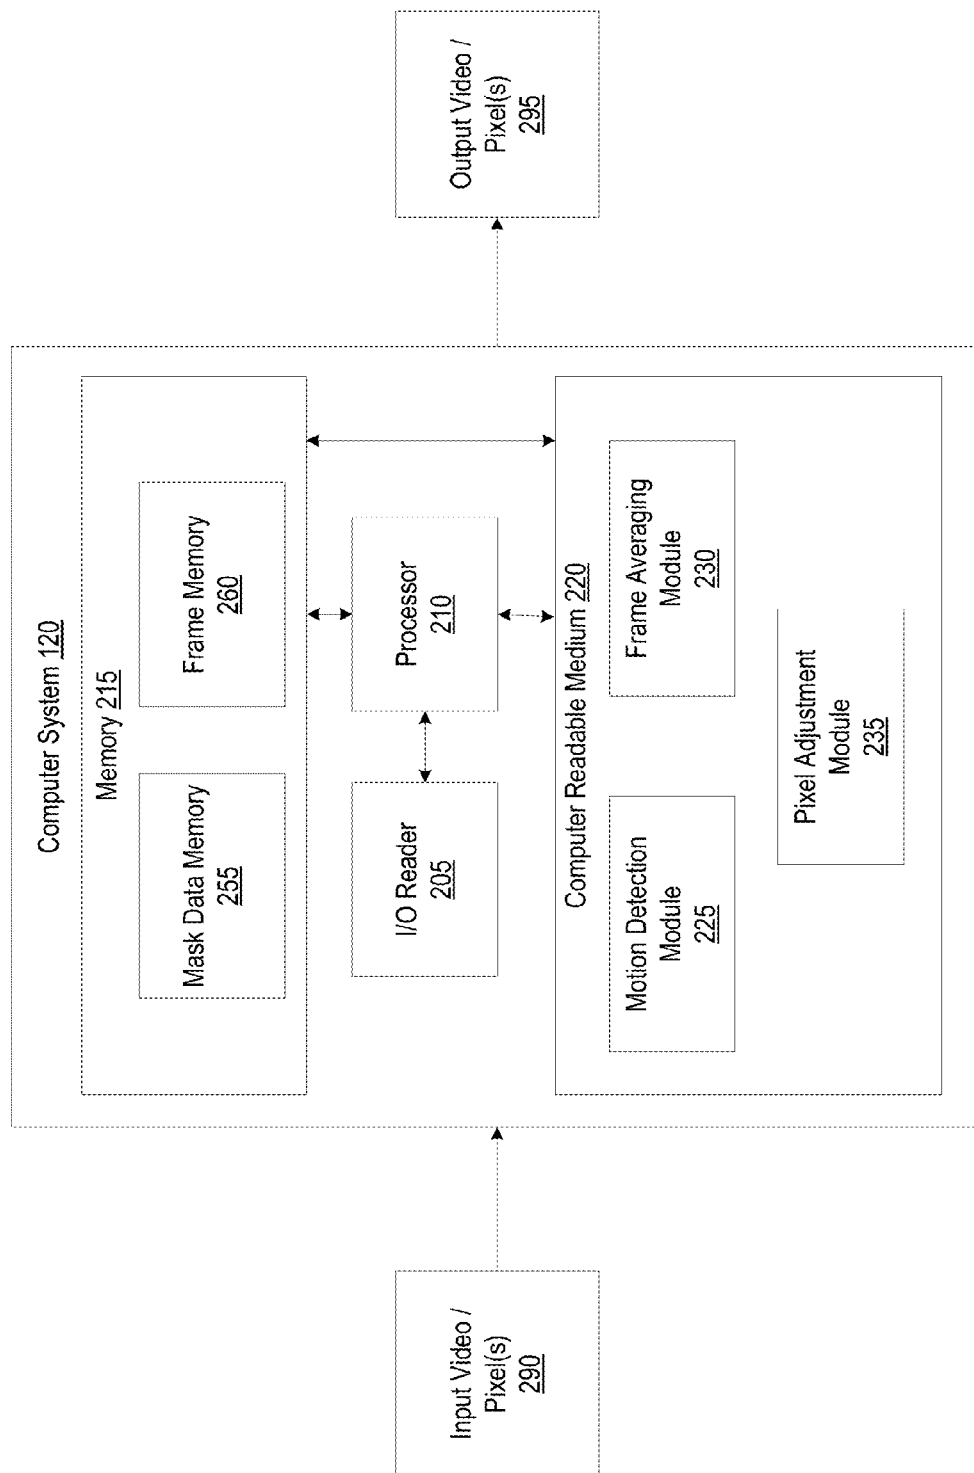 Computer System 120
Memory 215
Mask Data Memory
255
Frame Memory
260
I/O Reader
205
Processor
210
Computer Readable Medium 220
Motion Detection
Module
225
Frame Averaging
Module
230
Pixel Adjustment
Module
235
Input Video /
Pixel(s)
290
Output Video /
Pixel(s)
295